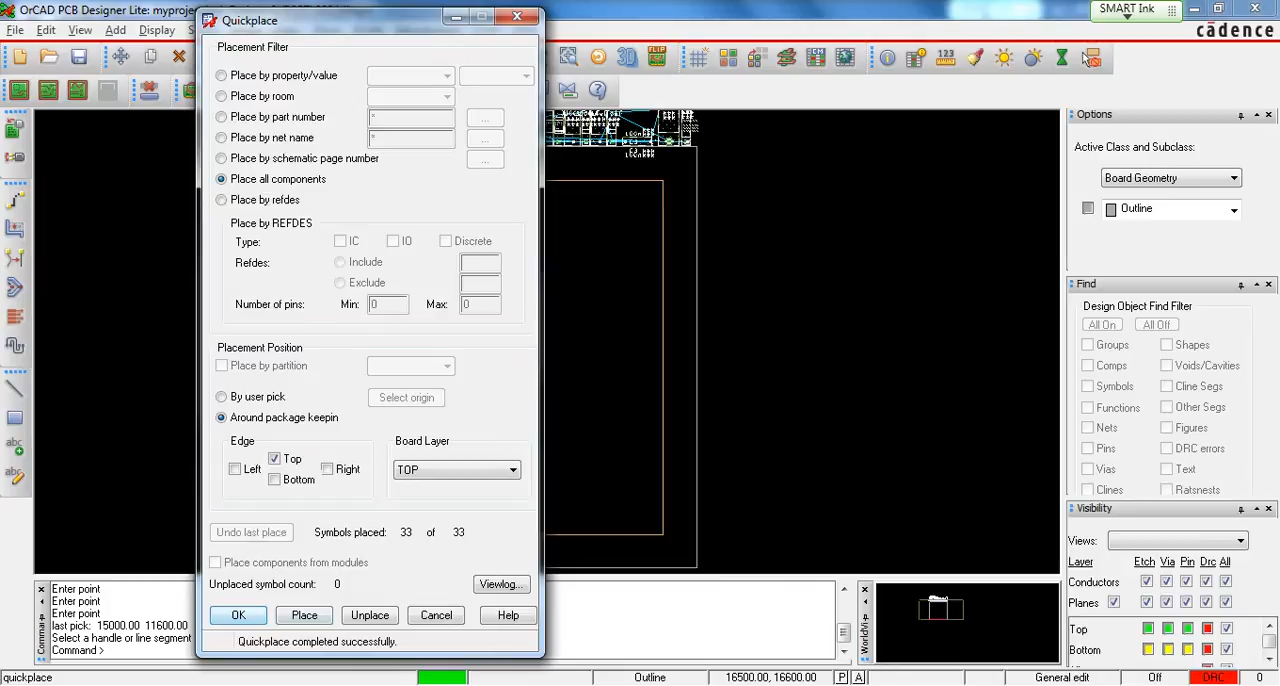 OrCAD PCB Designer Lite: myproje
SMART Ink
File Edit View Add Display
cādence
3D
FLIP
123
Quickplace
Placement Filter
Place by property/value
Place by room
Place by part number *
...
Place by net name *
...
Place by schematic page number
...
Place all components
Place by refdes
Place by REFDES
Type: IC IO Discrete
Refdes: Include
Exclude
Number of pins: Min: 0 Max: 0
Placement Position
Place by partition
By user pick Select origin
Around package keepin
Edge
Board Layer
Left Top Right
Bottom
TOP
Undo last place Symbols placed: 33 of 33
Place components from modules
Unplaced symbol count: 0 Viewlog...
OK Place Unplace Cancel Help
Quickplace completed successfully.
Options
Active Class and Subclass:
Board Geometry
Outline
Find
Design Object Find Filter
All On All Off
Groups Shapes
Comps Voids/Cavities
Symbols Cline Segs
Functions Other Segs
Nets Figures
Pins DRC errors
Vias Text
Clines Ratsnests
Visibility
Views:
Layer Etch Via Pin Drc All
Conductors
Planes
Top
Bottom
Command
Enter point
Enter point
Enter point
last pick: 15000.00 11600.00
Select a handle or line segment
Command >
WorldView
quickplace
Outline
16500.00, 16600.00
P A
General edit
Off
DRC
0